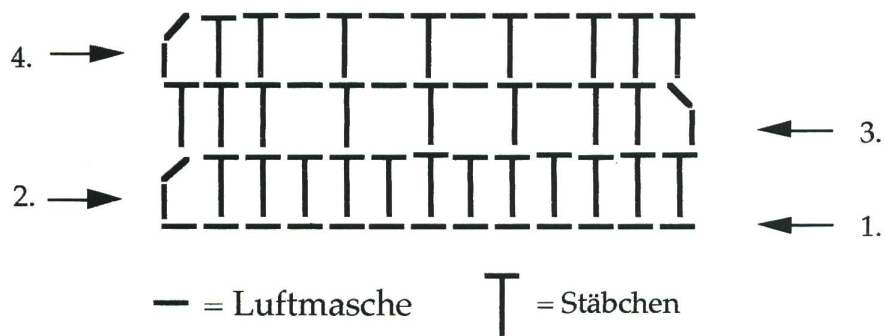 4.
3.
2.
1.
= Luftmasche
= Stäbchen